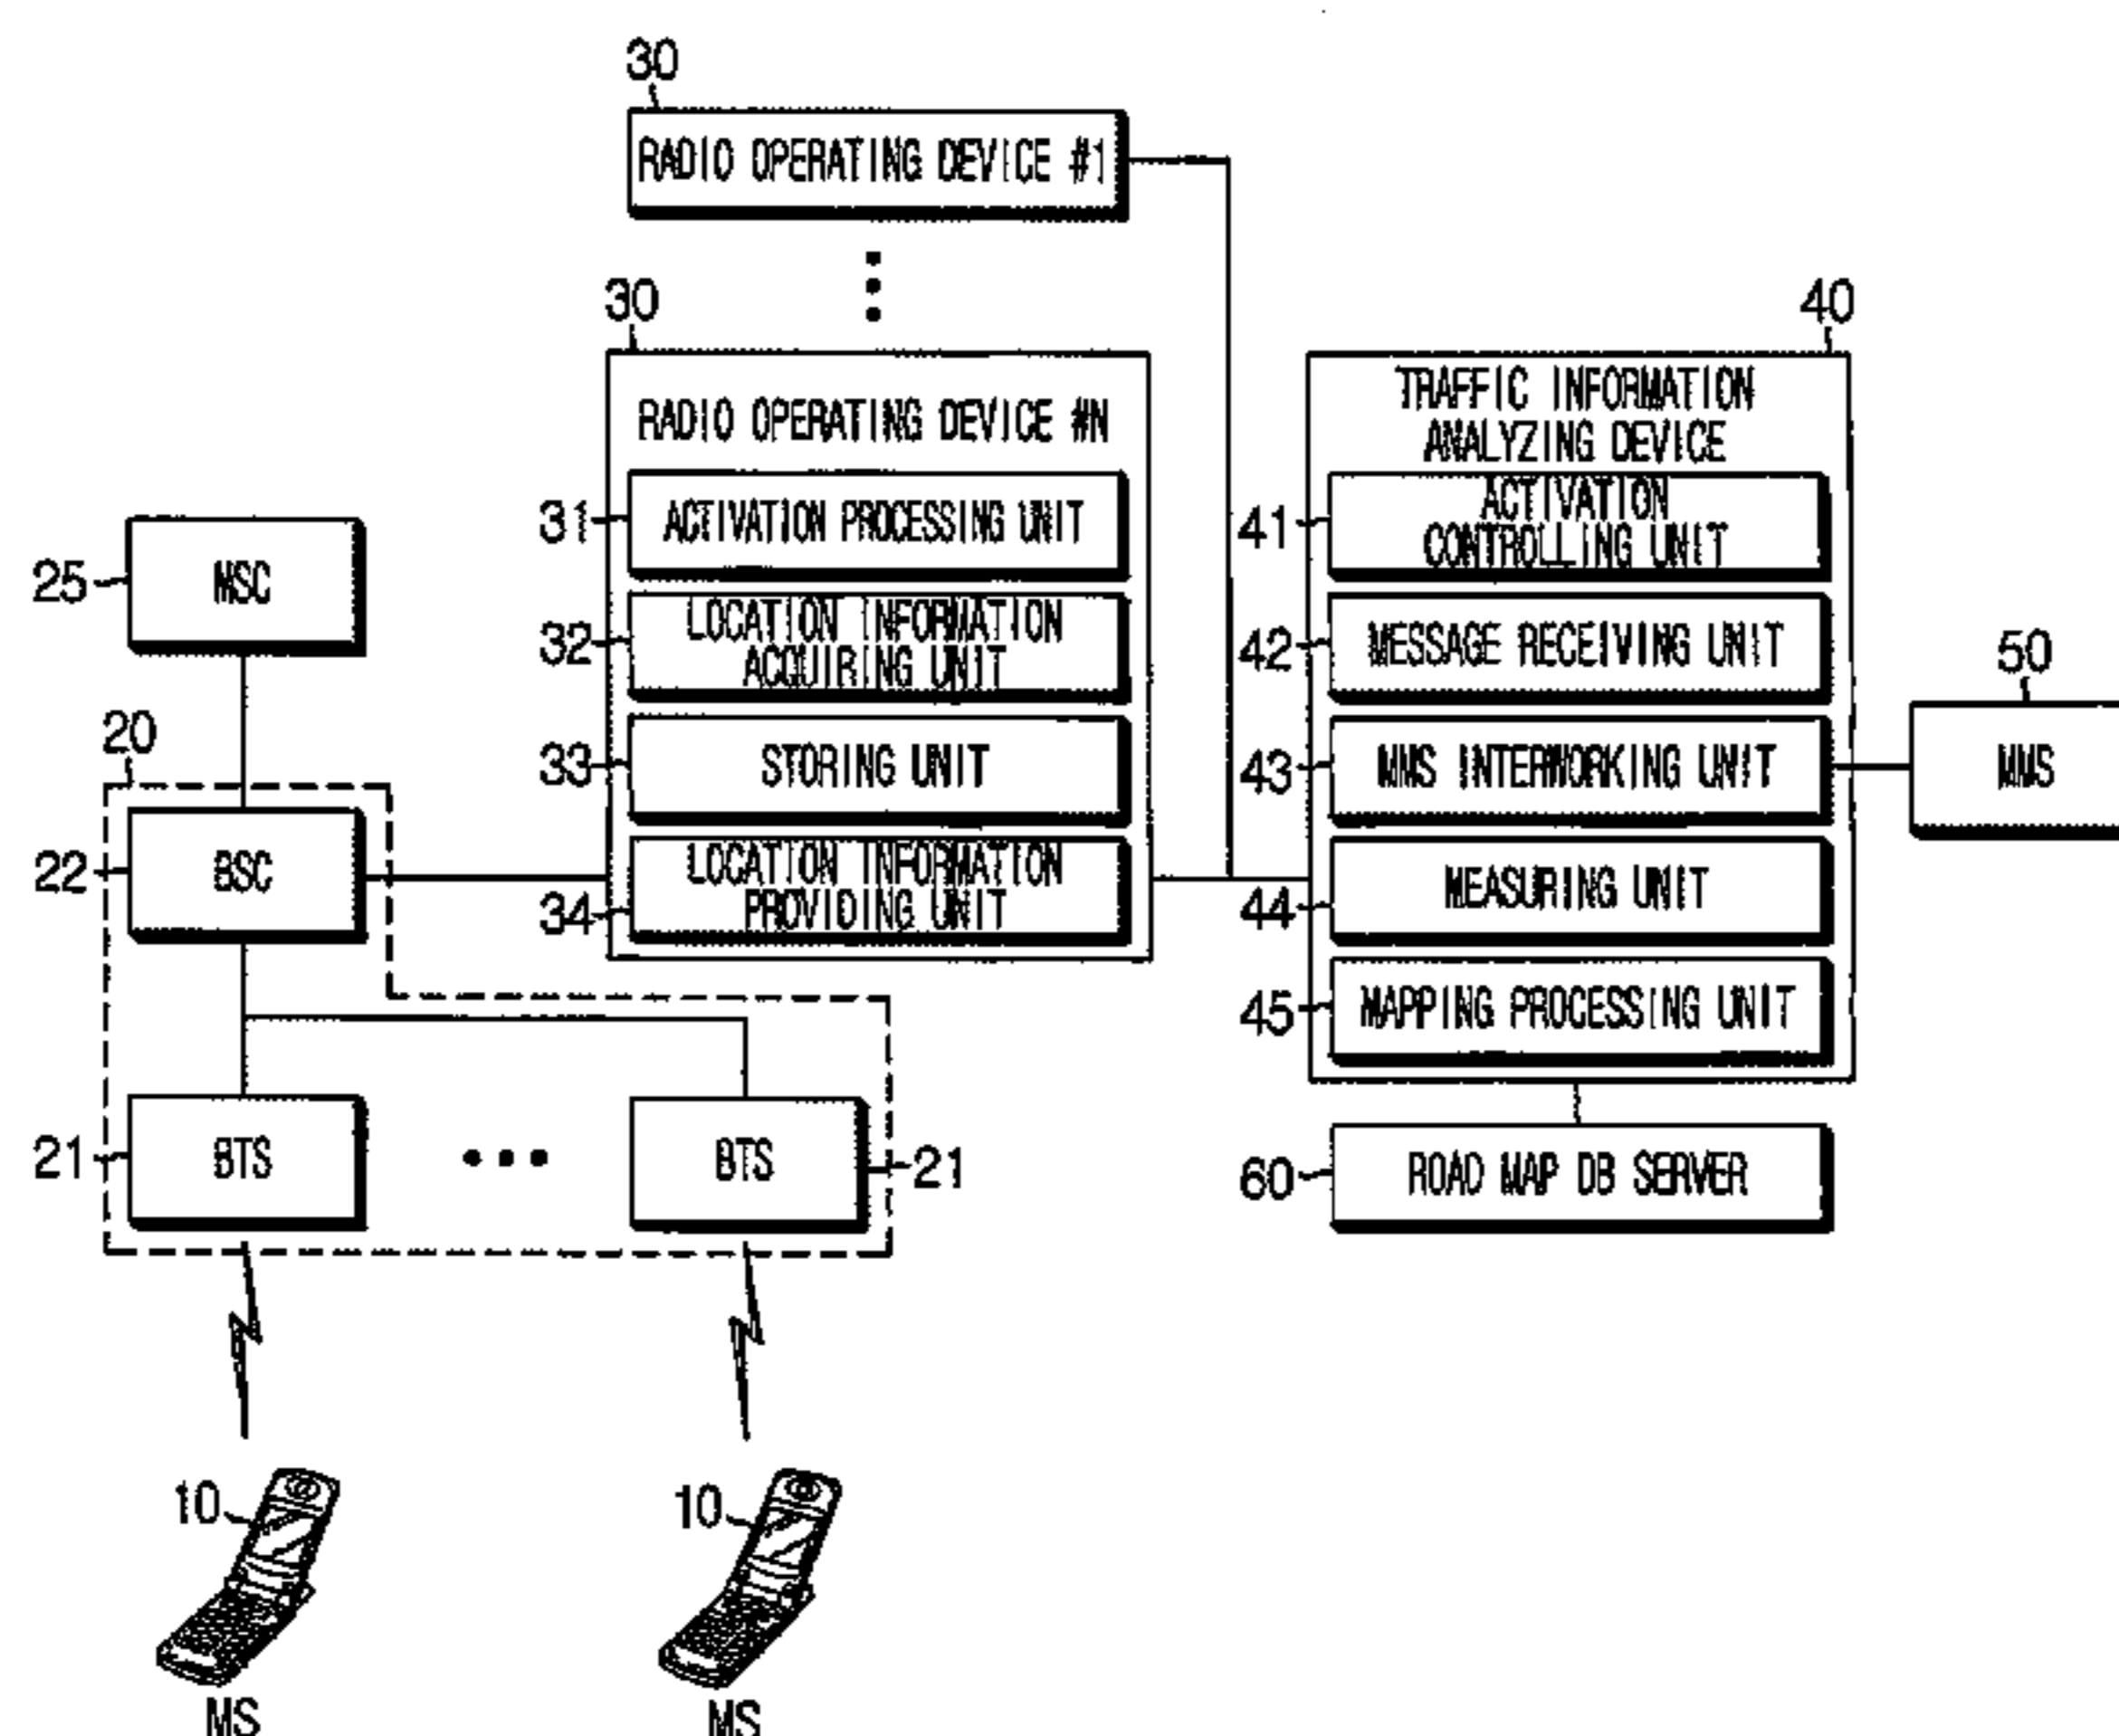 30
RADIO OPERATING DEVICE #1
30
RADIO OPERATING DEVICE #N
31
ACTIVATION PROCESSING UNIT
32
LOCATION INFORMATION
ACQUIRING UNIT
33
STORING UNIT
34
LOCATION INFORMATION
PROVIDING UNIT
40
TRAFFIC INFORMATION
ANALYZING DEVICE
41
ACTIVATION
CONTROLLING UNIT
42
MESSAGE RECEIVING UNIT
43
MMS INTERWORKING UNIT
44
MEASURING UNIT
45
MAPPING PROCESSING UNIT
50
MMS
60
ROAD MAP DB SERVER
25
MSC
20
22
BSC
21
BTS
BTS
21
10
MS
10
MS